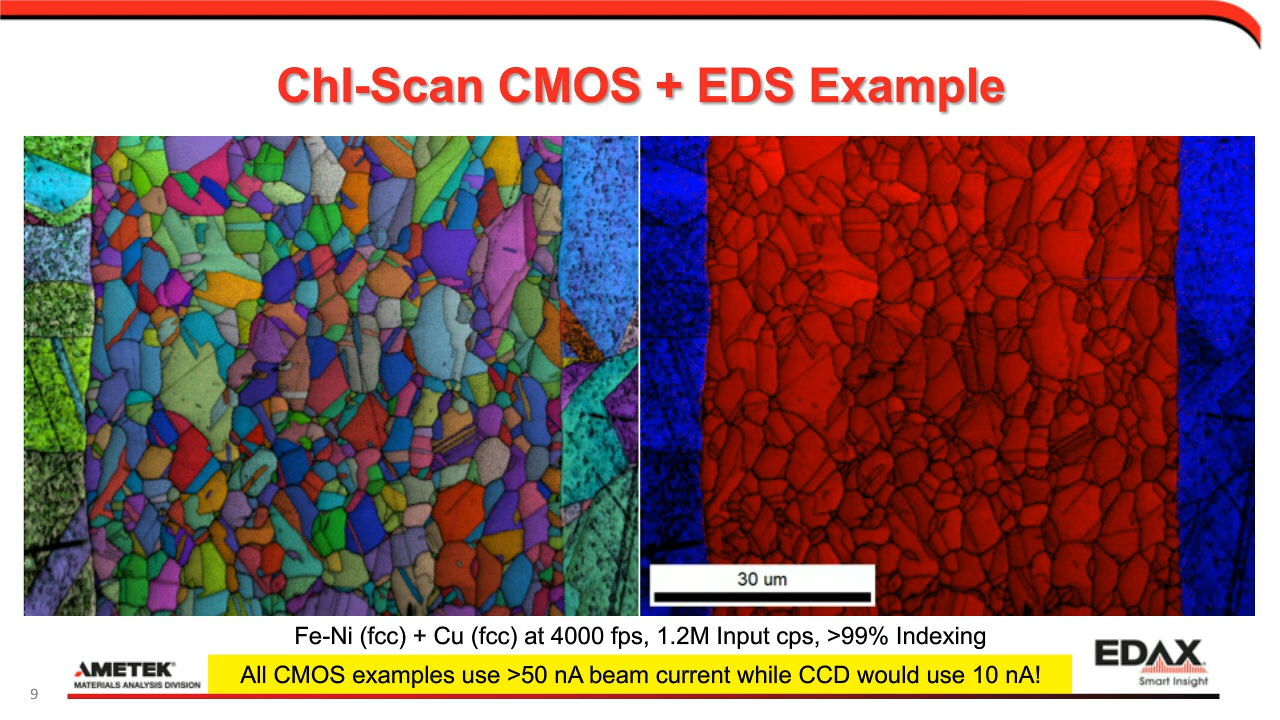 ChI-Scan CMOS + EDS Example
30 um
Fe-Ni (fcc) + Cu (fcc) at 4000 fps, 1.2M Input cps, >99% Indexing
All CMOS examples use >50 nA beam current while CCD would use 10 nA!
AMETEK®
MATERIALS ANALYSIS DIVISION
EDAX
Smart Insight
9